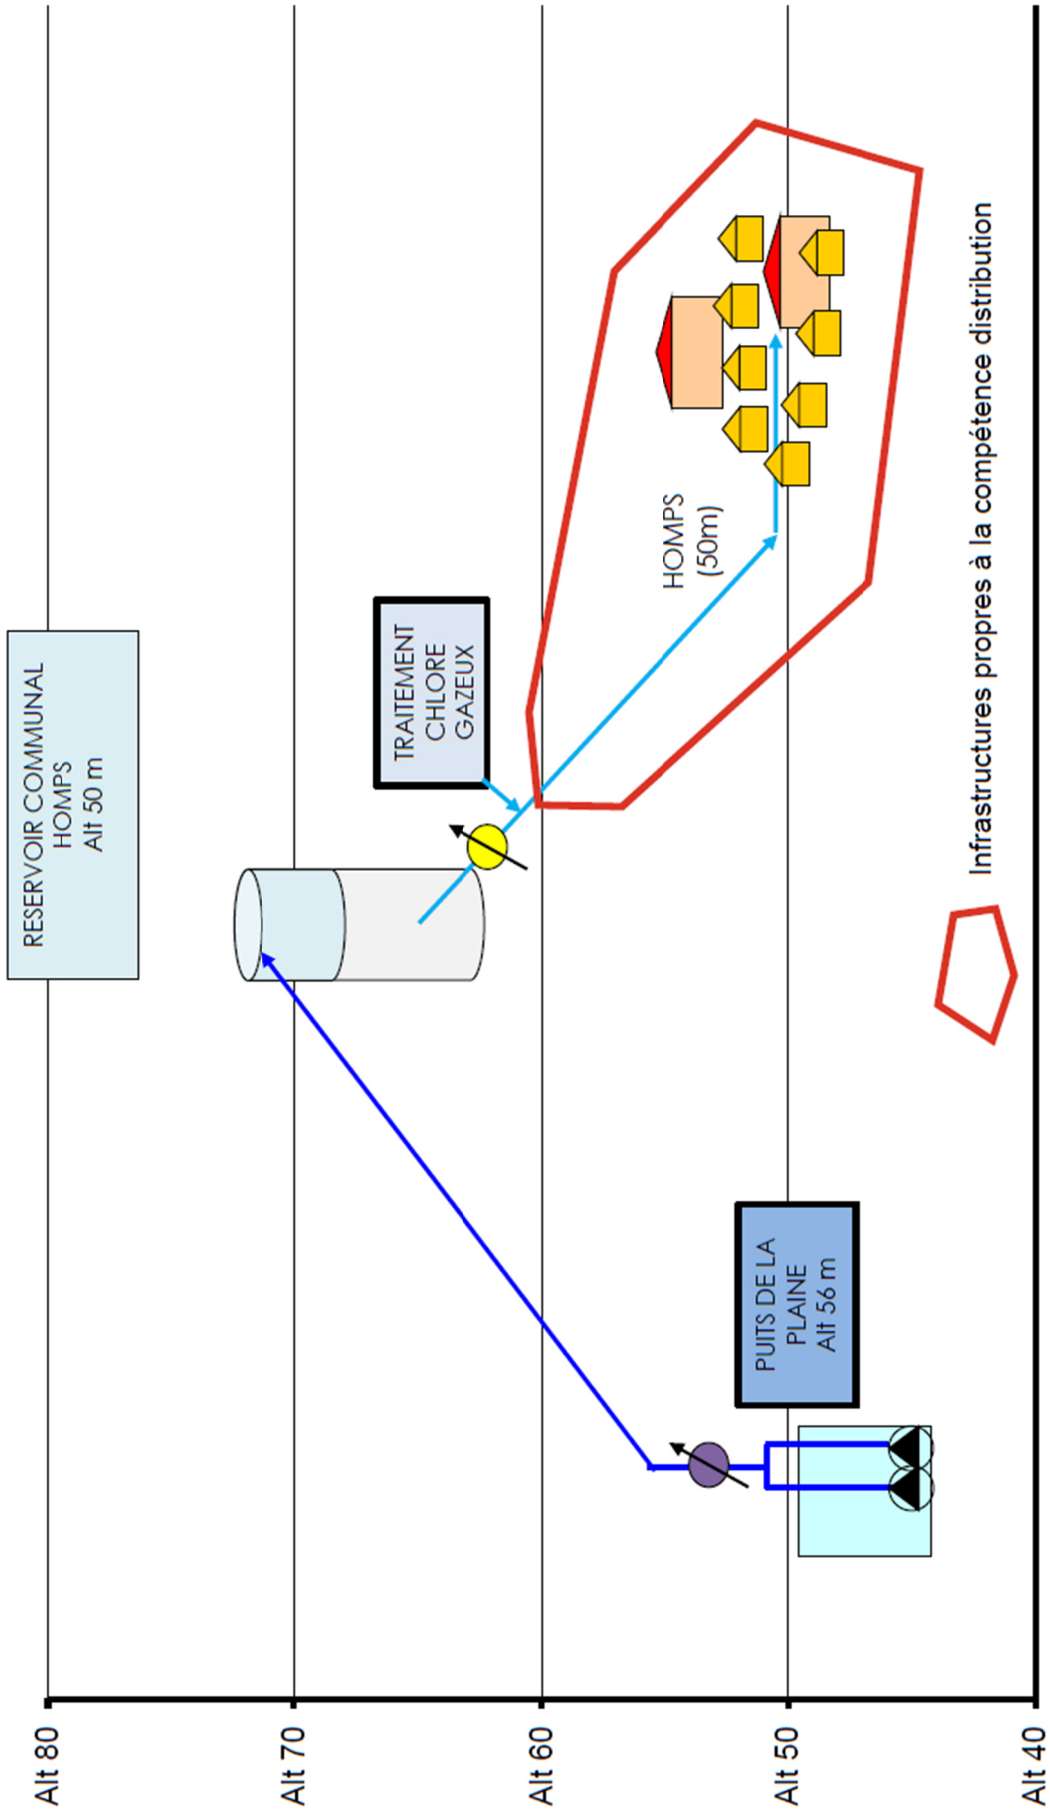 RESERVOIR COMMUNAL
HOMPS
Alt 50 m
TRAITEMENT
CHLORE
GAZEUX
HOMPS
(50m)
PUITS DE LA
PLAINE
Alt 56 m
Infrastructures propres à la compétence distribution
Alt 80
Alt 70
Alt 60
Alt 50
Alt 40